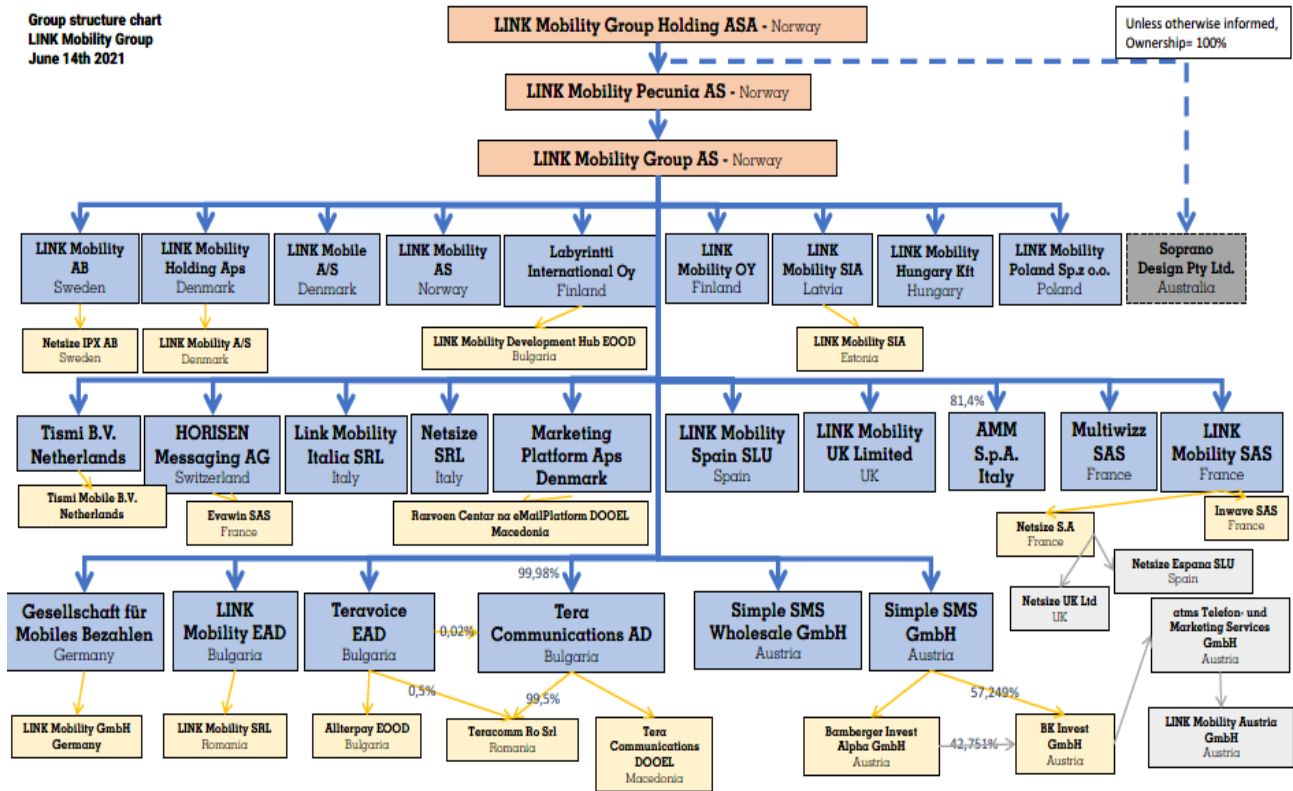 Group structure chart
LINK Mobility Group
June 14th 2021
LINK Mobility Group Holding ASA - Norway
Unless otherwise informed,
Ownership= 100%
LINK Mobility Pecunia AS - Norway
LINK Mobility Group AS - Norway
LINK Mobility
AB
Sweden
LINK Mobility
Holding Aps
Denmark
LINK Mobile
A/S
Denmark
LINK Mobility
AS
Norway
Labyrintti
International Oy
Finland
LINK
Mobility OY
Finland
LINK
Mobility SIA
Latvia
LINK Mobility
Hungary Kft
Hungary
LINK Mobility
Poland Sp.z o.o.
Poland
Soprano
Design Pty Ltd.
Australia
Netsize IPX AB
Sweden
LINK Mobility A/S
Denmark
LINK Mobility Development Hub EOOD
Bulgaria
LINK Mobility SIA
Estonia
81,4%
Tismi B.V.
Netherlands
HORISEN
Messaging AG
Switzerland
Link Mobility
Italia SRL
Italy
Netsize
SRL
Italy
Marketing
Platform Aps
Denmark
LINK Mobility
Spain SLU
Spain
LINK Mobility
UK Limited
UK
AMM
S.p.A.
Italy
Multiwizz
SAS
France
LINK
Mobility SAS
France
Tismi Mobile B.V.
Netherlands
Evawin SAS
France
Razvoen Centar na eMailPlatform DOOEL
Macedonia
Netsize S.A
France
Inwave SAS
France
Netsize Espana SLU
Spain
Netsize UK Ltd
UK
99,98%
Gesellschaft für
Mobiles Bezahlen
Germany
LINK
Mobility EAD
Bulgaria
Teravoice
EAD
Bulgaria
0,02%
Tera
Communications AD
Bulgaria
Simple SMS
Wholesale GmbH
Austria
Simple SMS
GmbH
Austria
atms Telefon- und
Marketing Services
GmbH
Austria
0,5%
99,5%
57,249%
LINK Mobility GmbH
Germany
LINK Mobility SRL
Romania
Allterpay EOOD
Bulgaria
Teracomm Ro Srl
Romania
Tera
Communications
DOOEL
Macedonia
Bamberger Invest
Alpha GmbH
Austria
42,751%
BK Invest
GmbH
Austria
LINK Mobility Austria
GmbH
Austria